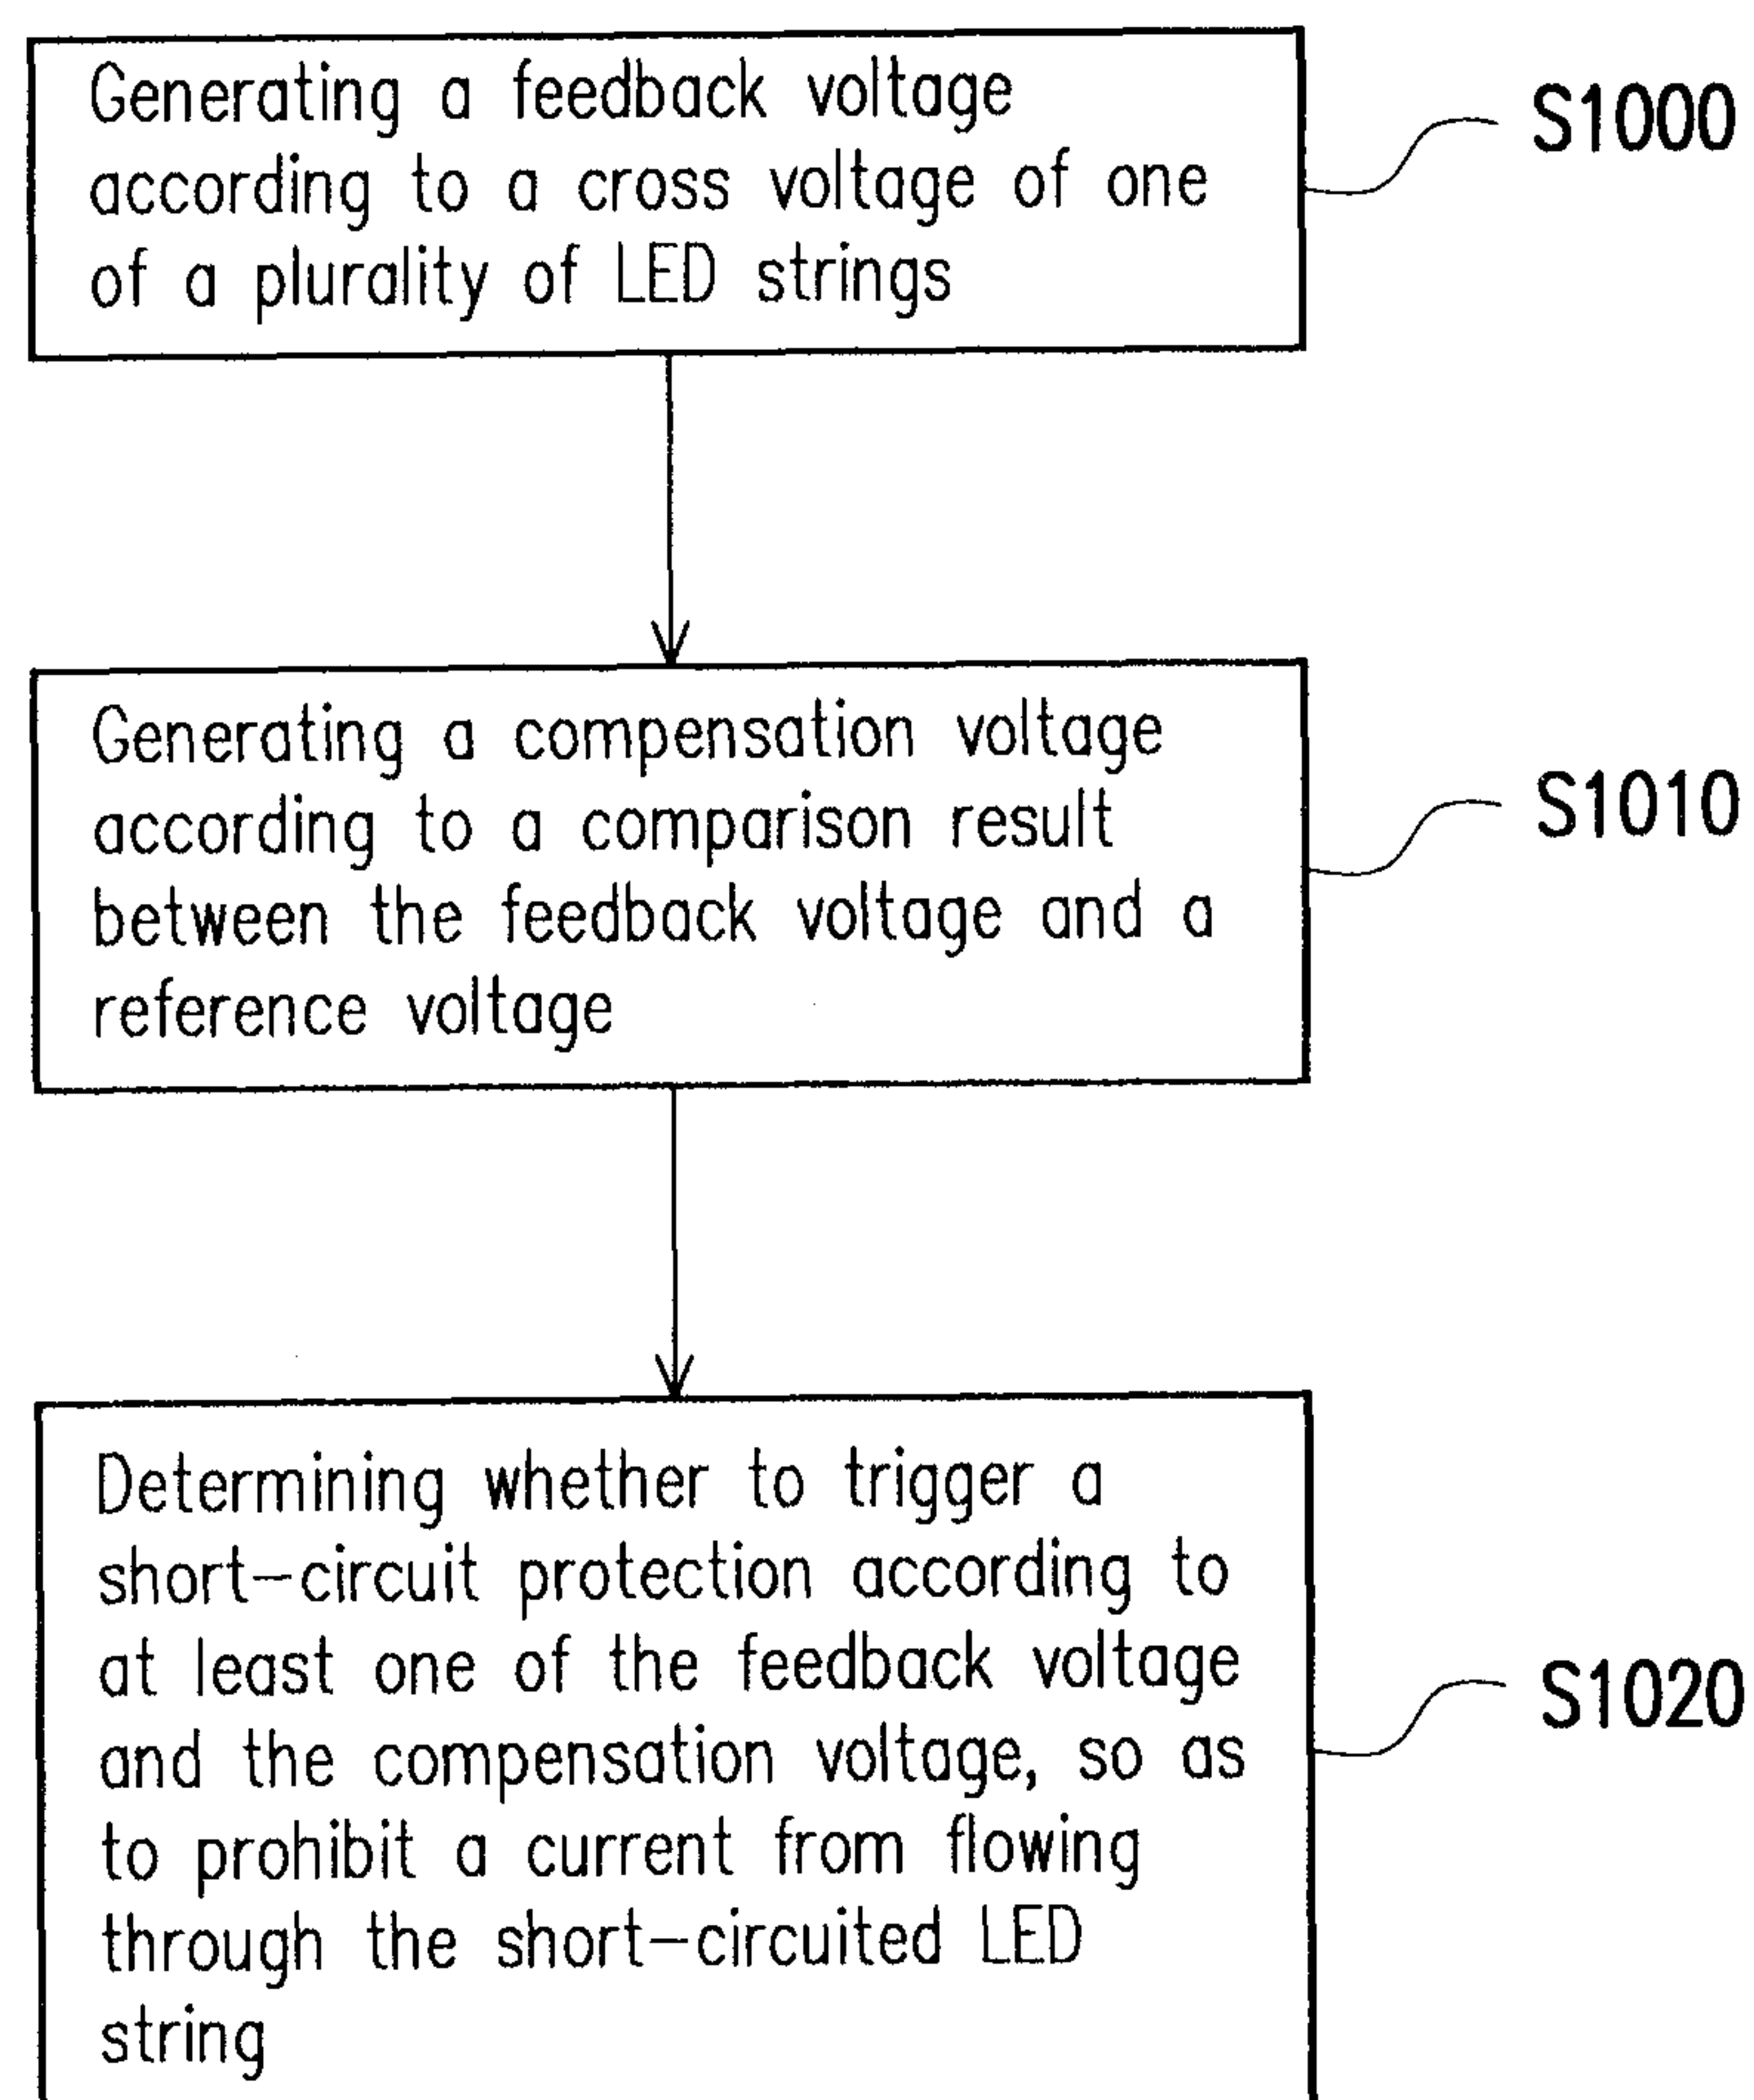 Generating a feedback voltage
according to a cross voltage of one
of a plurality of LED strings
S1000
Generating a compensation voltage
according to a comparison result
between the feedback voltage and a
reference voltage
S1010
Determining whether to trigger a
short-circuit protection according to
at least one of the feedback voltage
and the compensation voltage, so as
to prohibit a current from flowing
through the short-circuited LED
string
S1020